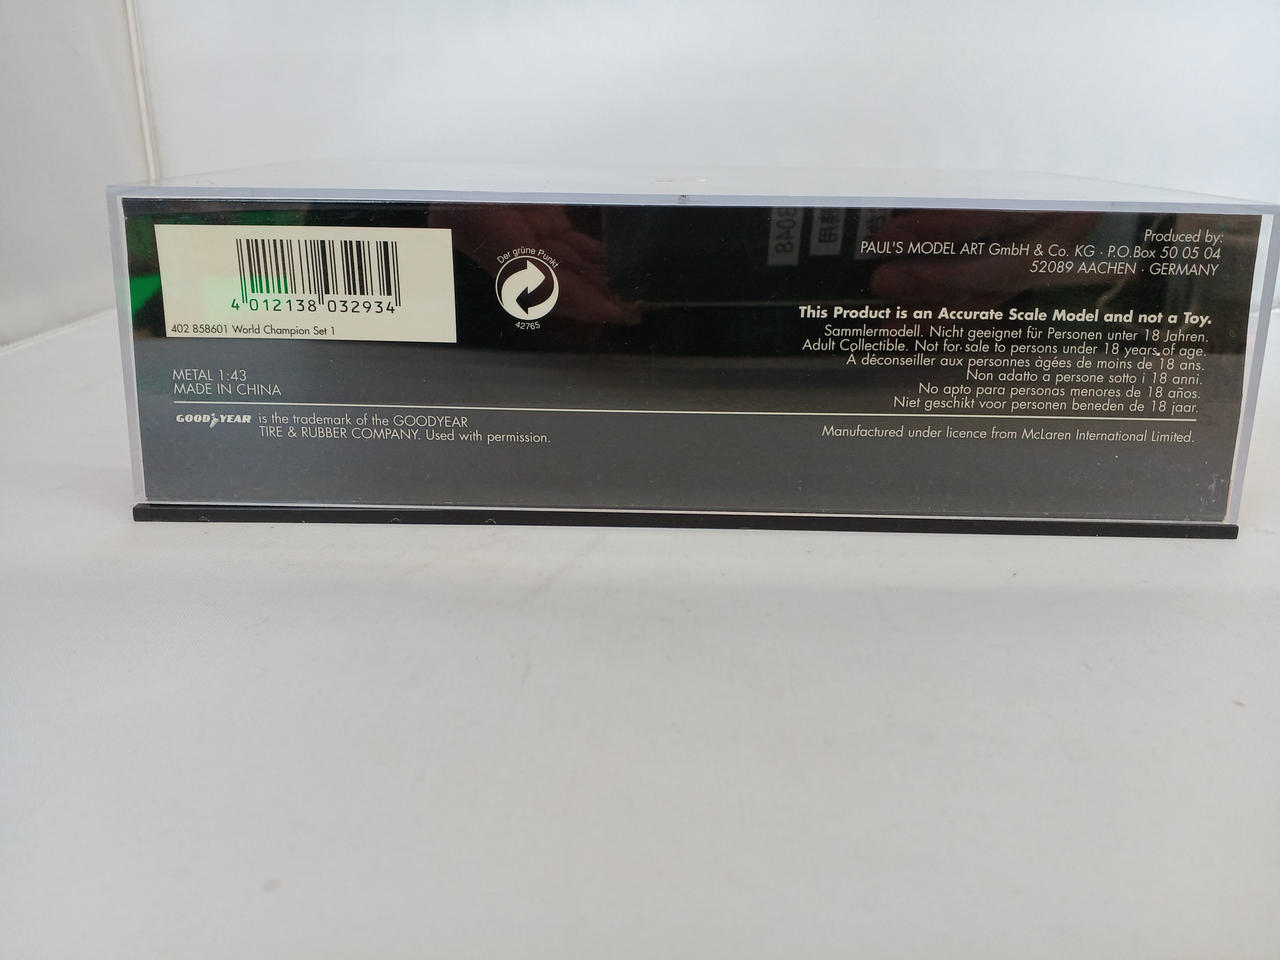 4 012138 032934
402 858601 World Champion Set 1
Der grüne Punkt
42765
METAL 1:43
MADE IN CHINA
GOODYEAR is the trademark of the GOODYEAR
TIRE & RUBBER COMPANY. Used with permission.
Produced by:
PAUL'S MODEL ART GmbH & Co. KG · P.O.Box 50 05 04
52089 AACHEN · GERMANY
This Product is an Accurate Scale Model and not a Toy.
Sammlermodell. Nicht geeignet für Personen unter 18 Jahren.
Adult Collectible. Not for sale to persons under 18 years of age.
A déconseiller aux personnes àgées de moins de 18 ans.
Non adatto a persone sotto i 18 anni.
No apto para personas menores de 18 años.
Niet geschikt voor personen beneden de 18 jaar.
Manufactured under licence from McLaren International Limited.